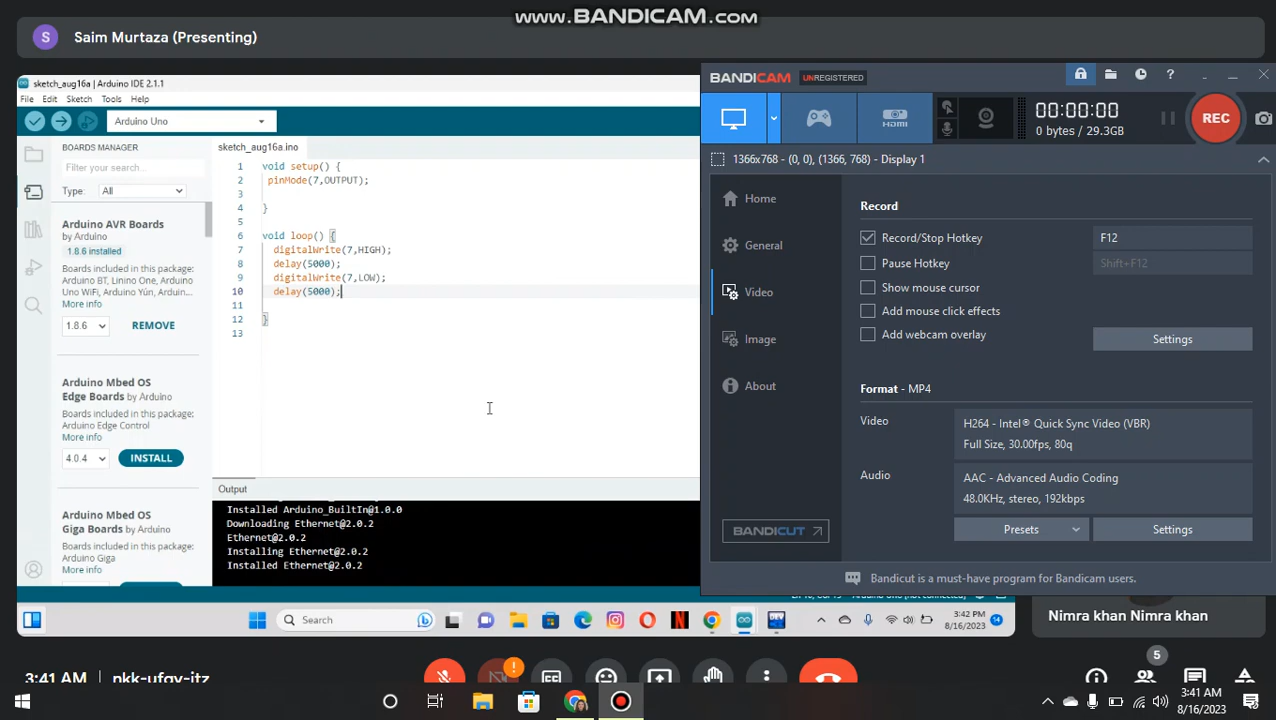 www.BANDICAM.com
S Saim Murtaza (Presenting)
sketch_aug16a | Arduino IDE 2.1.1
File Edit Sketch Tools Help
Arduino Uno
BOARDS MANAGER
Filter your search...
Type: All
Arduino AVR Boards
by Arduino
1.8.6 installed
Boards included in this package:
Arduino BT, Linino One, Arduino
Uno WiFi, Arduino Yún, Arduin...
More info
1.8.6 REMOVE
Arduino Mbed OS
Edge Boards by Arduino
Boards included in this package:
Arduino Edge Control
More info
4.0.4 INSTALL
Arduino Mbed OS
Giga Boards by Arduino
Boards included in this package:
Arduino Giga
More info
sketch_aug16a.ino
1 void setup() {
2 pinMode(7,OUTPUT);
3
4 }
5
6 void loop() {
7 digitalWrite(7,HIGH);
8 delay(5000);
9 digitalWrite(7,LOW);
10 delay(5000);
11
12 }
13
Output
Installed Arduino_BuiltIn@1.0.0
Downloading Ethernet@2.0.2
Ethernet@2.0.2
Installing Ethernet@2.0.2
Installed Ethernet@2.0.2
BANDICAM UNREGISTERED
HDMI
00:00:00
0 bytes / 29.3GB
REC
1366x768 - (0, 0), (1366, 768) - Display 1
Home
General
Video
Image
About
BANDICUT
Record
Record/Stop Hotkey F12
Pause Hotkey Shift+F12
Show mouse cursor
Add mouse click effects
Add webcam overlay Settings
Format - MP4
Video H264 - Intel® Quick Sync Video (VBR)
Full Size, 30.00fps, 80q
Audio AAC - Advanced Audio Coding
48.0KHz, stereo, 192kbps
Presets Settings
Bandicut is a must-have program for Bandicam users.
Search
3:42 PM
8/16/2023
14
Nimra khan Nimra khan
5
3:41 AM nkk-ufgv-itz
3:41 AM
8/16/2023